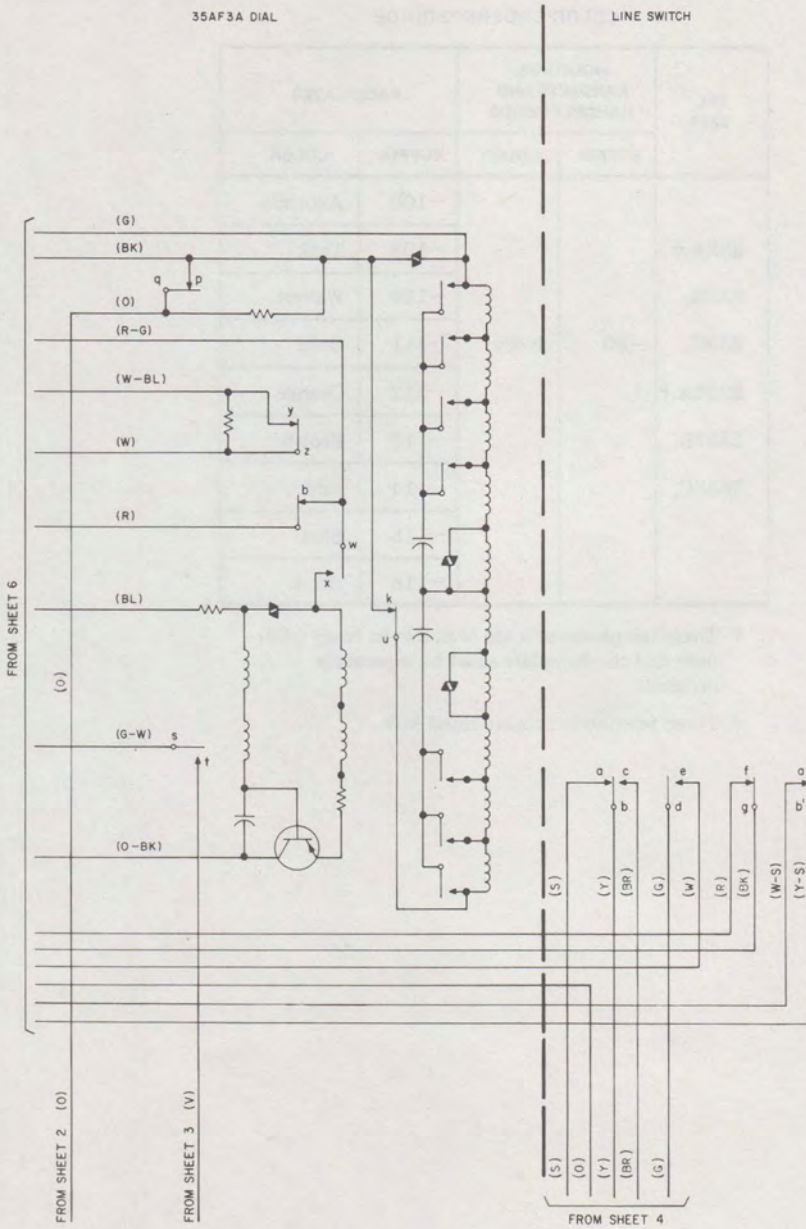 35AF3A DIAL
LINE SWITCH
(G)
(BK)
q
p
(O)
(R-G)
(W-BL)
y
(W)
z
b
(R)
w
x
(BL)
k
u
FROM SHEET 6
(O)
(G-W)
s
t
(O-BK)
a
c
e
f
a
b
d
g
b'
(S)
(Y)
(BR)
(G)
(W)
(R)
(BK)
(W-S)
(Y-S)
FROM SHEET 2 (O)
FROM SHEET 3 (V)
(S)
(O)
(Y)
(BR)
(G)
FROM SHEET 4